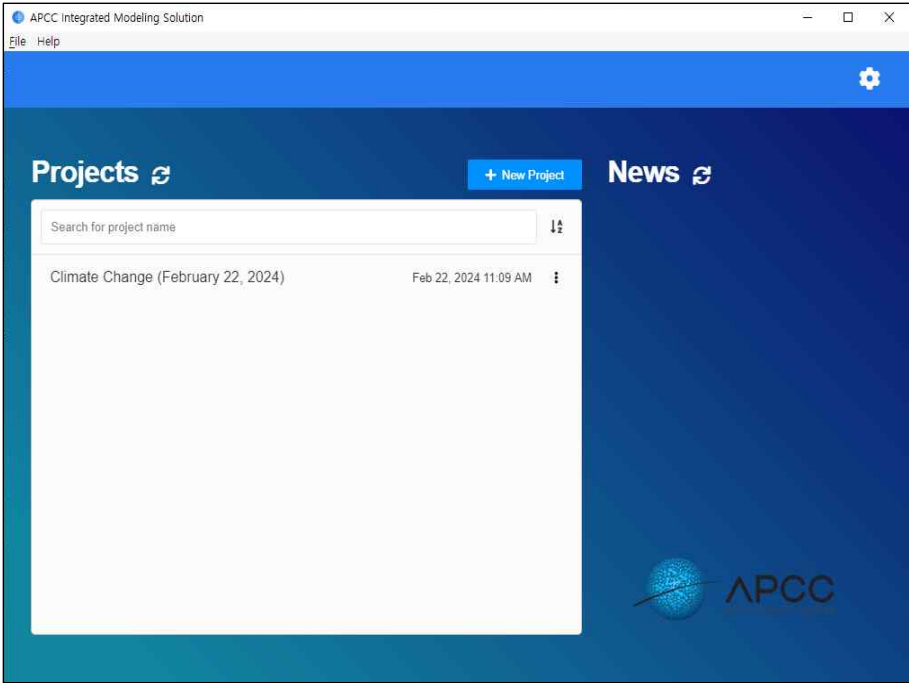 APCC Integrated Modeling Solution
File Help
Projects
+ New Project
News
Search for project name
Climate Change (February 22, 2024)
Feb 22, 2024 11:09 AM
APCC